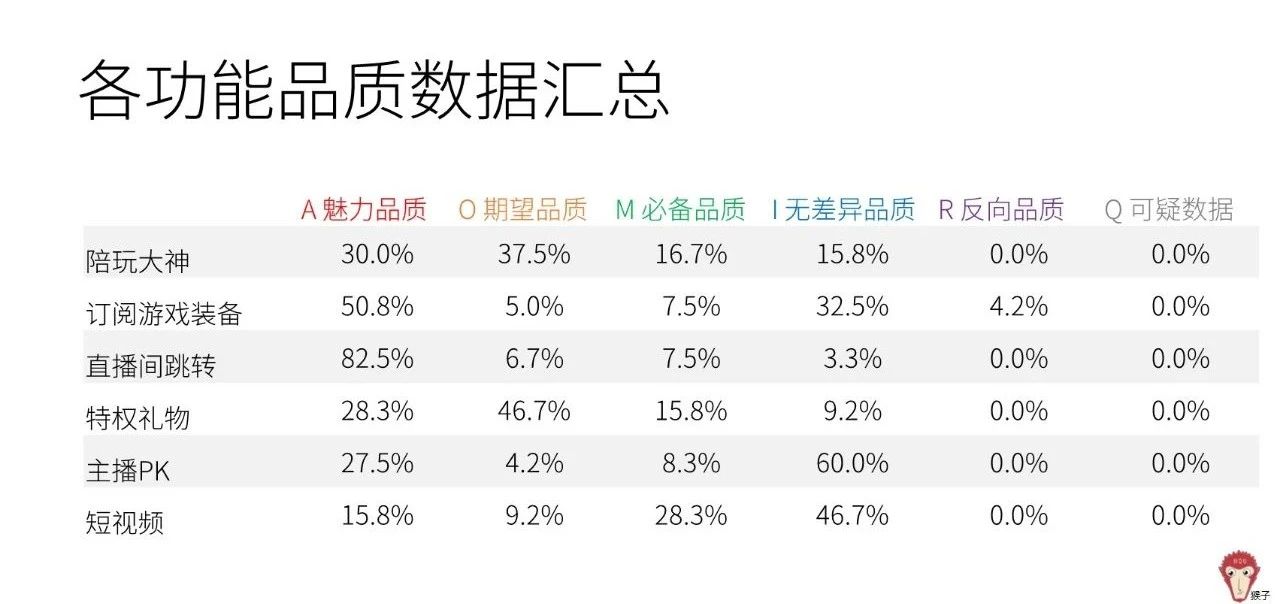 各功能品质数据汇总
A 魅力品质 O 期望品质 M 必备品质 I 无差异品质 R 反向品质 Q 可疑数据
陪玩大神 30.0% 37.5% 16.7% 15.8% 0.0% 0.0%
订阅游戏装备 50.8% 5.0% 7.5% 32.5% 4.2% 0.0%
直播间跳转 82.5% 6.7% 7.5% 3.3% 0.0% 0.0%
特权礼物 28.3% 46.7% 15.8% 9.2% 0.0% 0.0%
主播PK 27.5% 4.2% 8.3% 60.0% 0.0% 0.0%
短视频 15.8% 9.2% 28.3% 46.7% 0.0% 0.0%
猴子